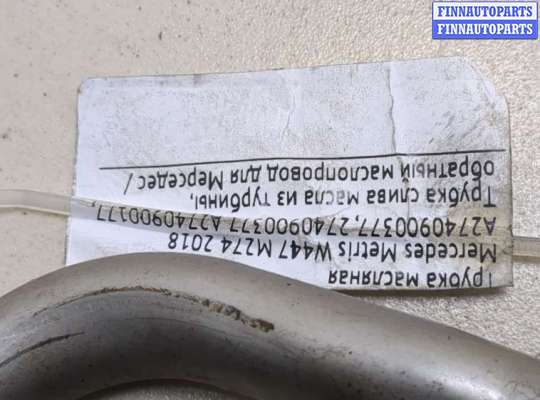 FINNAUTOPARTS
FINNAUTOPARTS
Трубка масляная
Mercedes Metris W447 M274 2018
A2740900377, 2740900377, A2740900177,
Трубка слива масла из турбины,
обратный маслопровод для Мерседес /